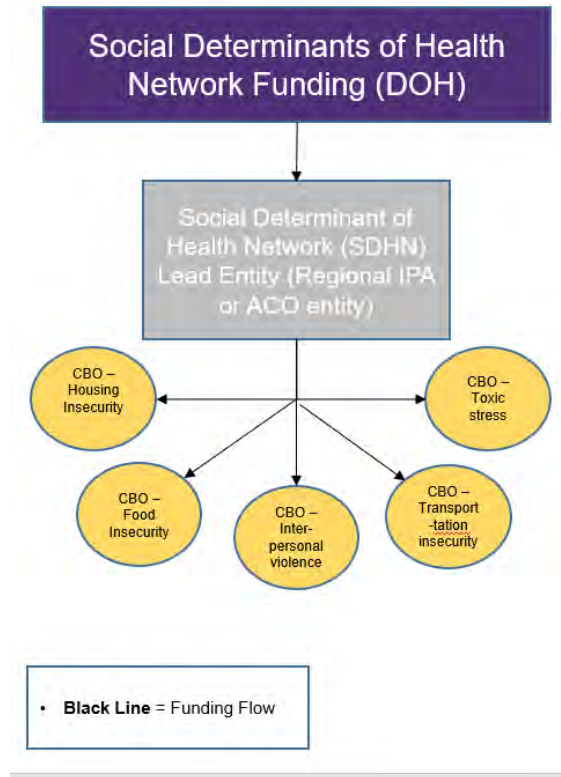 Social Determinants of Health
Network Funding (DOH)
Social Determinant of
Health Network (SDHN)
Lead Entity (Regional IPA
or ACO entity)
CBO –
Housing
Insecurity
CBO –
Toxic
stress
CBO –
Food
Insecurity
CBO –
Inter-
personal
violence
CBO –
Transport
-tation
insecurity
• Black Line = Funding Flow